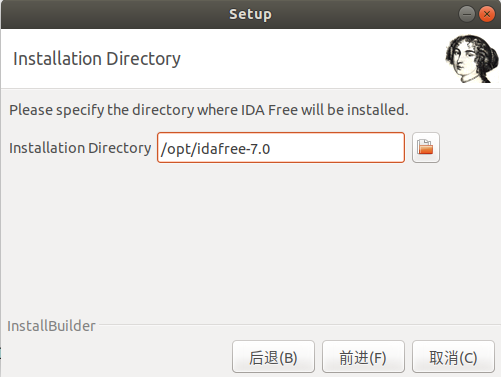 Setup
Installation Directory
Please specify the directory where IDA Free will be installed.
Installation Directory /opt/idafree-7.0
InstallBuilder
后退(B) 前进(F) 取消(C)